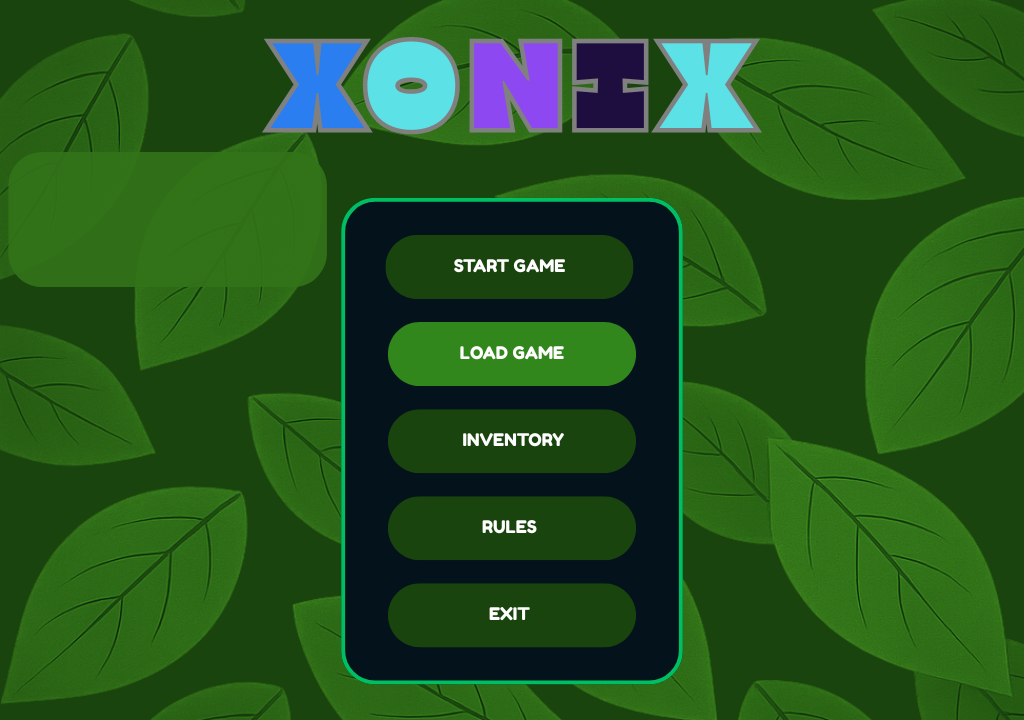 XONIX
START GAME
LOAD GAME
INVENTORY
RULES
EXIT